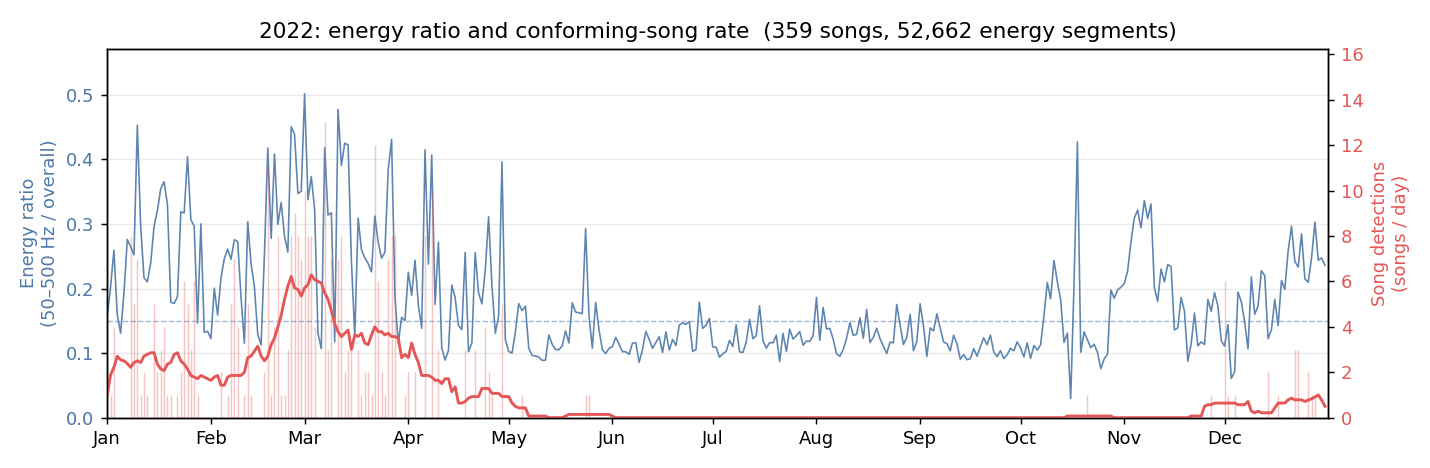 2022: energy ratio and conforming-song rate  (359 songs, 52,662 energy segments)
Energy ratio
(50–500 Hz / overall)
0.5
0.4
0.3
0.2
0.1
0.0
16
14
12
10
8
6
4
2
0
Song detections
(songs / day)
Jan
Feb
Mar
Apr
May
Jun
Jul
Aug
Sep
Oct
Nov
Dec